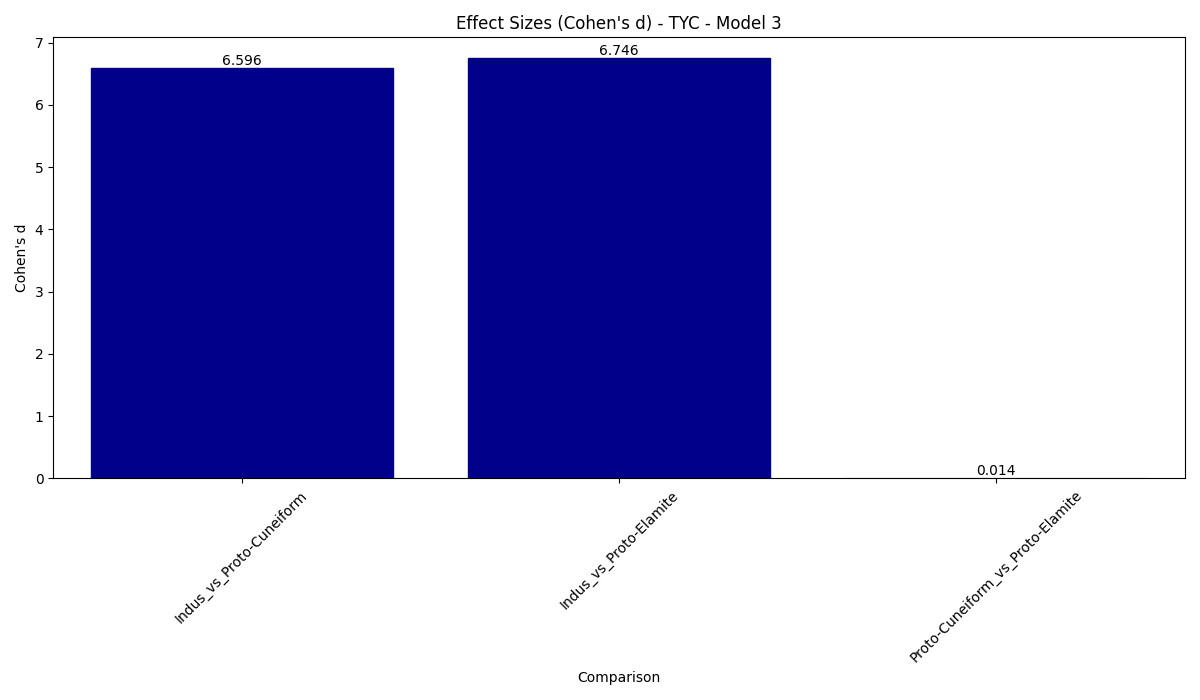 Effect Sizes (Cohen's d) - TYC - Model 3
7
6
5
4
3
2
1
0
Cohen's d
6.596
6.746
0.014
Indus_vs_Proto-Cuneiform
Indus_vs_Proto-Elamite
Proto-Cuneiform_vs_Proto-Elamite
Comparison